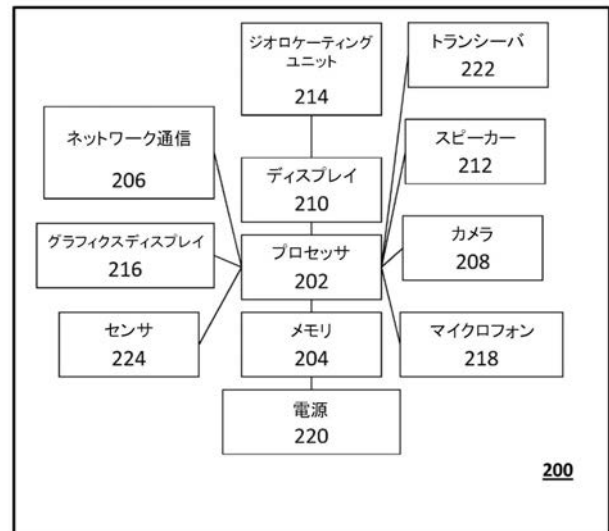 ジオロケーティング
ユニット
214
トランシーバ
222
ネットワーク通信
206
スピーカー
212
ディスプレイ
210
グラフィクスディスプレイ
216
プロセッサ
202
カメラ
208
センサ
224
メモリ
204
マイクロフォン
218
電源
220
200